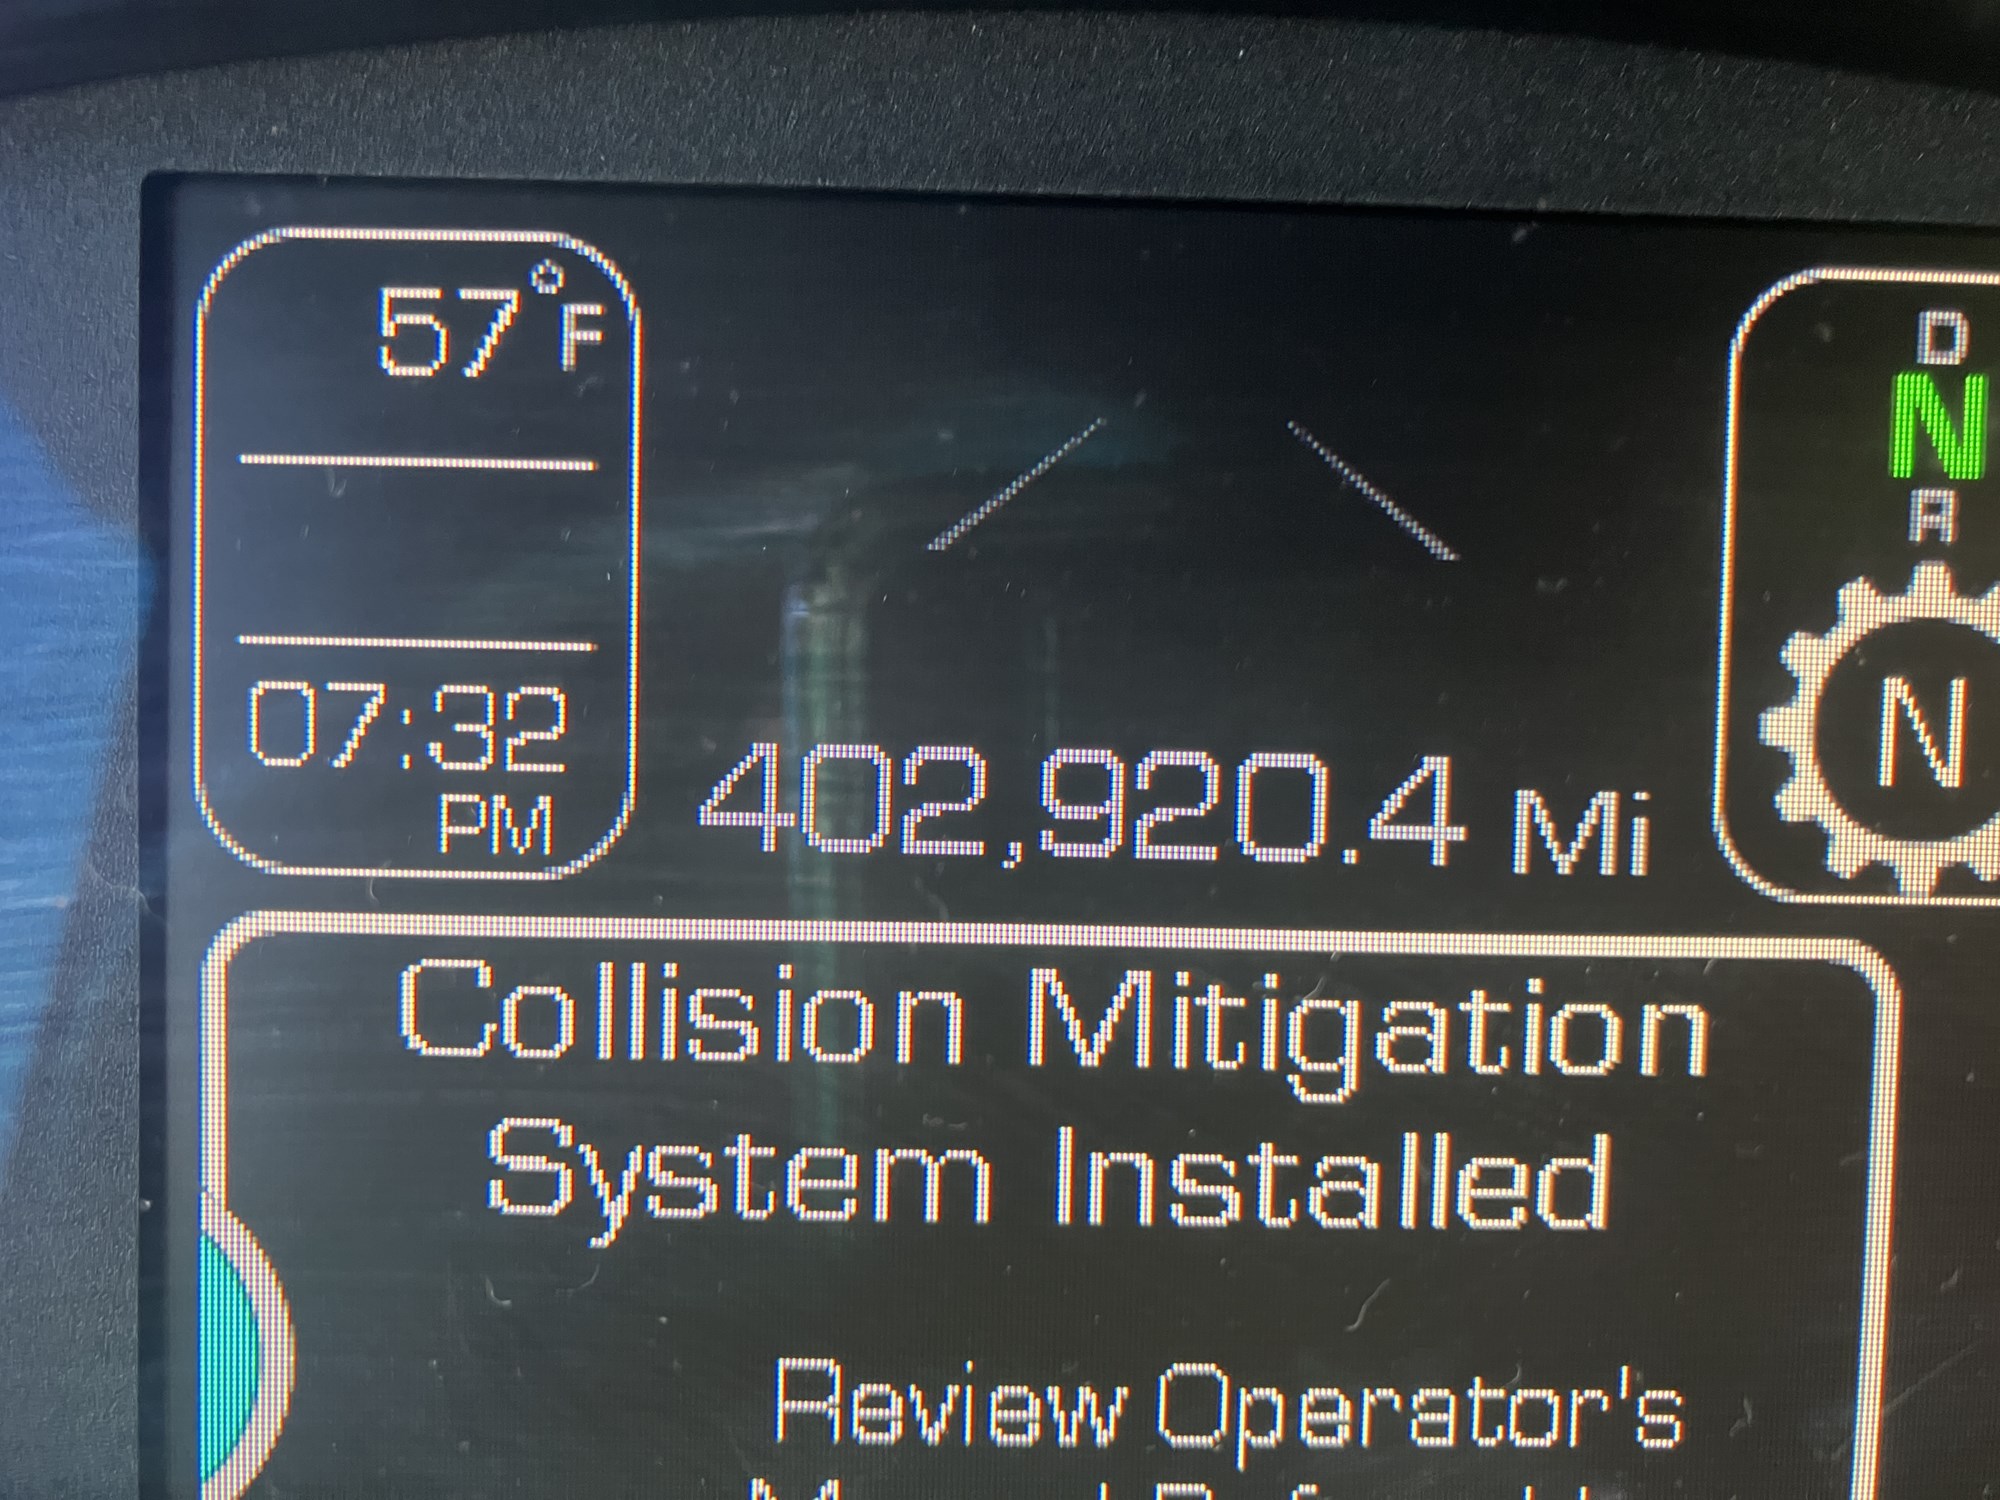 57°F
07:32
PM
402,920.4 Mi
D
N
A
N
Collision Mitigation
System Installed
Review Operator's